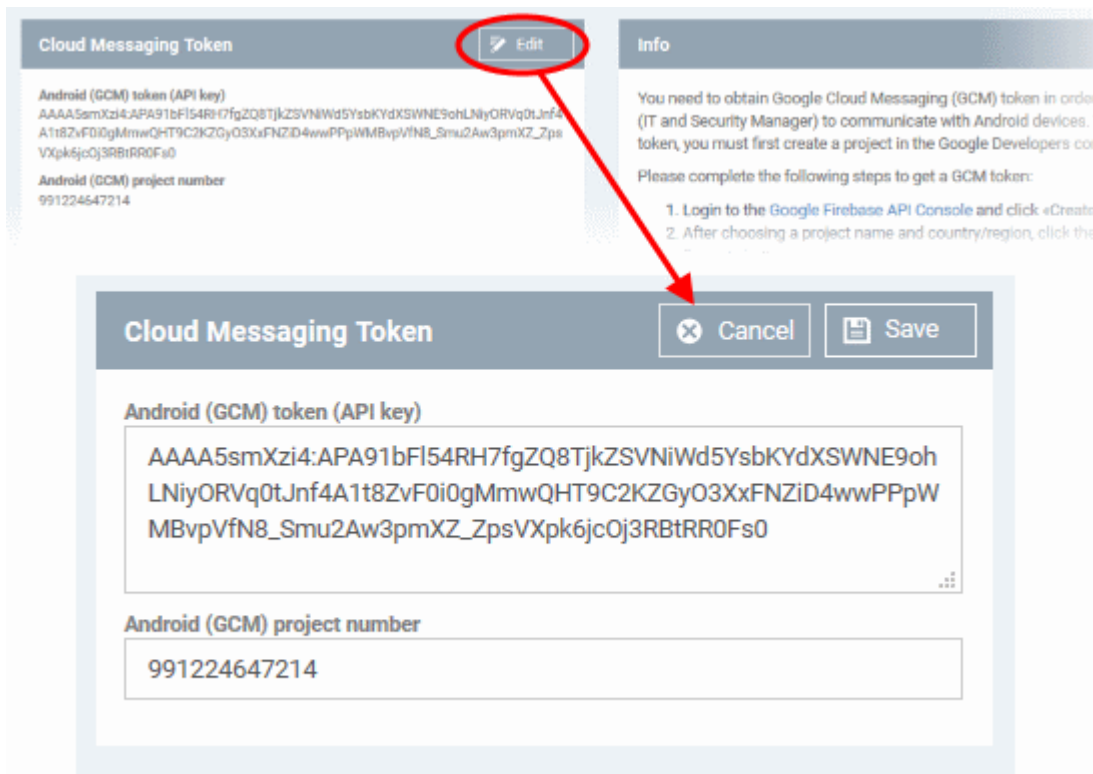 Cloud Messaging Token
Edit
Android (GCM) token (API key)
AAAA5smXzi4:APA91bFl54RH7fgZQ8TjkZSVNiWd5YsbKYdXSWNE9ohLNiyORVq0tJnf4
A1t8ZvF0i0gMmwQHT9C2KZGyO3XxFNZiD4wwPPpWMBvpVfN8_Smu2Aw3pmXZ_Zps
VXpk6jcOj3RBtRR0Fs0
Android (GCM) project number
991224647214
Info
You need to obtain Google Cloud Messaging (GCM) token in orde
(IT and Security Manager) to communicate with Android devices.
token, you must first create a project in the Google Developers co
Please complete the following steps to get a GCM token:
1. Login to the Google Firebase API Console and click «Create
2. After choosing a project name and country/region, click the
Cloud Messaging Token
Cancel
Save
Android (GCM) token (API key)
AAAA5smXzi4:APA91bFl54RH7fgZQ8TjkZSVNiWd5YsbKYdXSWNE9oh
LNiyORVq0tJnf4A1t8ZvF0i0gMmwQHT9C2KZGyO3XxFNZiD4wwPPpW
MBvpVfN8_Smu2Aw3pmXZ_ZpsVXpk6jcOj3RBtRR0Fs0
Android (GCM) project number
991224647214